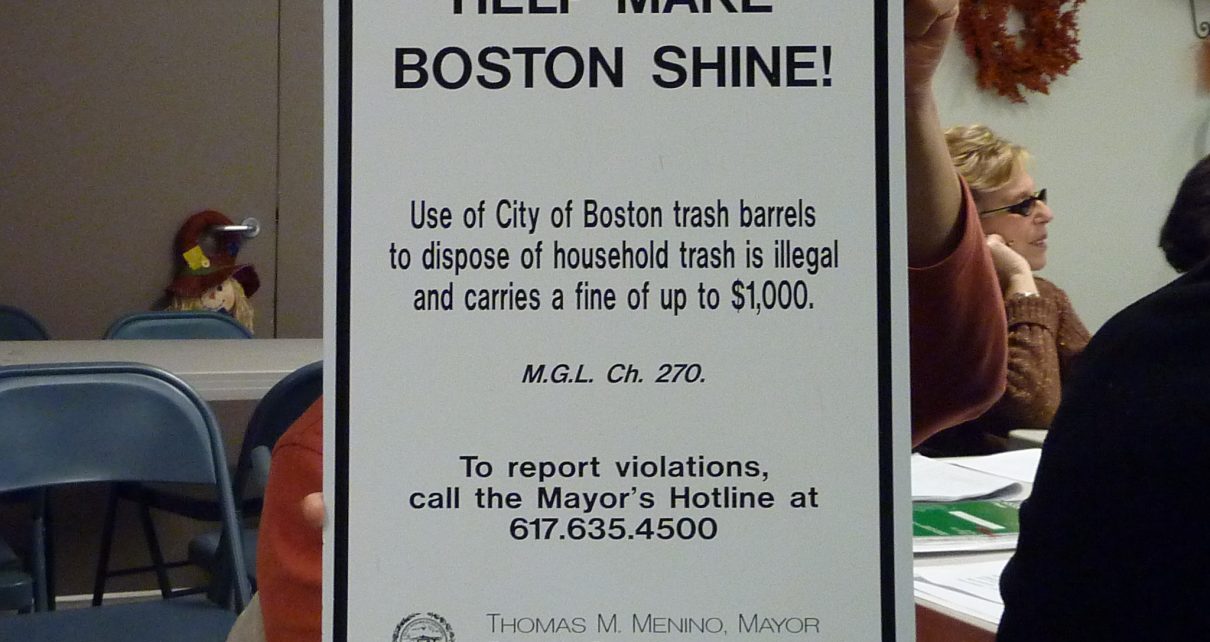 HELP MAKE
BOSTON SHINE!
Use of City of Boston trash barrels
to dispose of household trash is illegal
and carries a fine of up to $1,000.
M.G.L. Ch. 270.
To report violations,
call the Mayor's Hotline at
617.635.4500
THOMAS M. MENINO, MAYOR